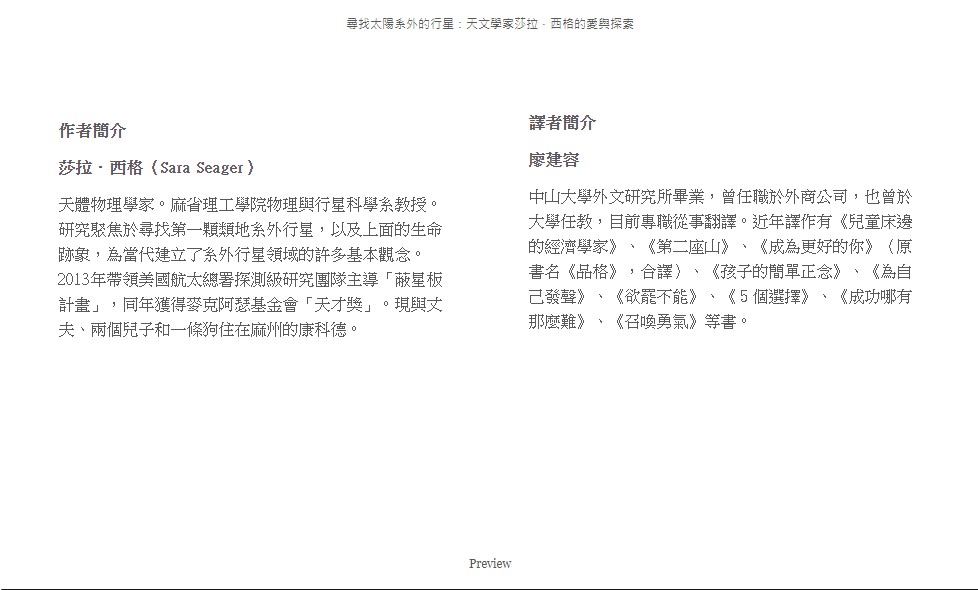 尋找太陽系外的行星：天文學家莎拉．西格的愛與探索
作者簡介
莎拉．西格（Sara Seager）
天體物理學家。麻省理工學院物理與行星科學系教授。
研究聚焦於尋找第一顆類地系外行星，以及上面的生命
跡象，為當代建立了系外行星領域的許多基本觀念。
2013年帶領美國航太總署探測級研究團隊主導「蔽星板
計畫」，同年獲得麥克阿瑟基金會「天才獎」。現與丈
夫、兩個兒子和一條狗住在麻州的康科德。
譯者簡介
廖建容
中山大學外文研究所畢業，曾任職於外商公司，也曾於
大學任教，目前專職從事翻譯。近年譯作有《兒童床邊
的經濟學家》、《第二座山》、《成為更好的你》（原
書名《品格》，合譯）、《孩子的簡單正念》、《為自
己發聲》、《欲罷不能》、《５個選擇》、《成功哪有
那麼難》、《召喚勇氣》等書。
Preview